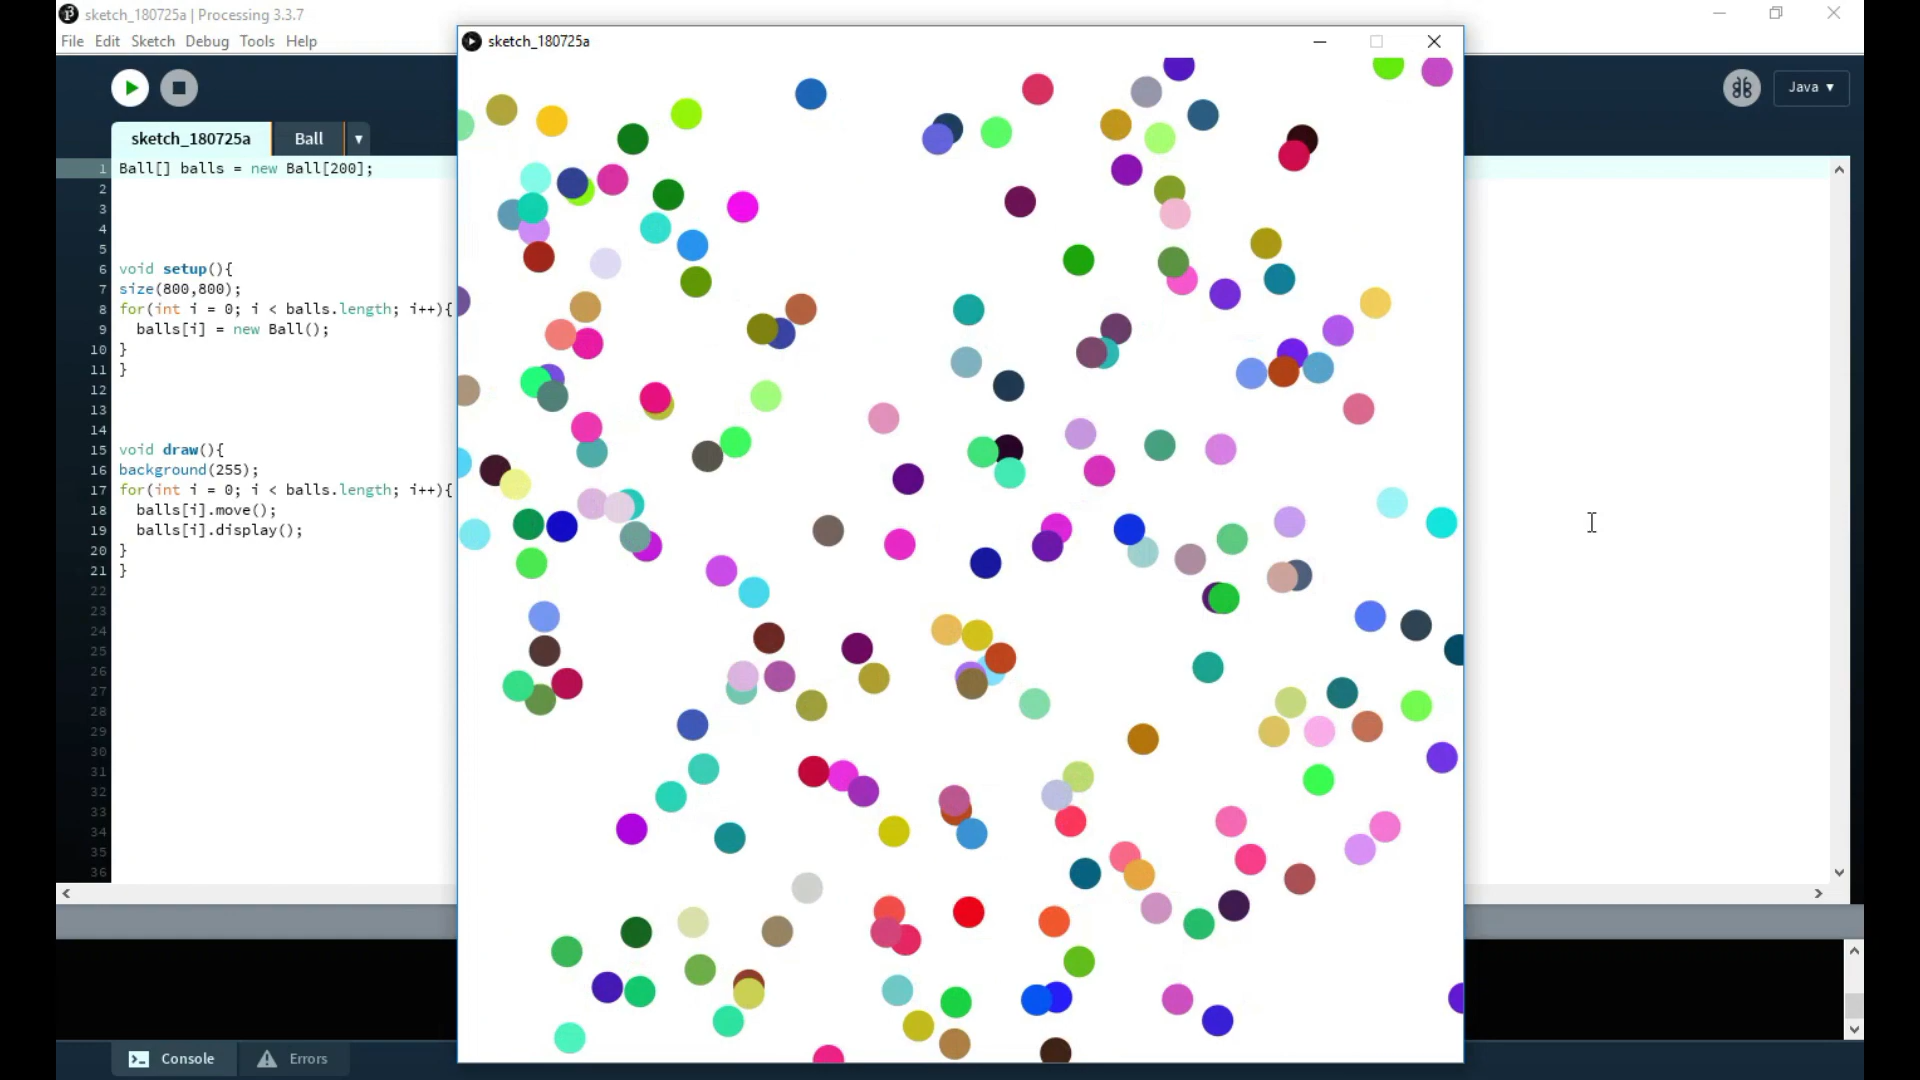 sketch_180725a | Processing 3.3.7
File Edit Sketch Debug Tools Help
sketch_180725a
Java ▾
sketch_180725a Ball ▼
1 Ball[] balls = new Ball[200];
2
3
4
5
6 void setup(){
7 size(800,800);
8 for(int i = 0; i < balls.length; i++){
9 balls[i] = new Ball();
10 }
11 }
12
13
14
15 void draw(){
16 background(255);
17 for(int i = 0; i < balls.length; i++){
18 balls[i].move();
19 balls[i].display();
20 }
21 }
22
23
24
25
26
27
28
29
30
31
32
33
34
35
36
Console Errors